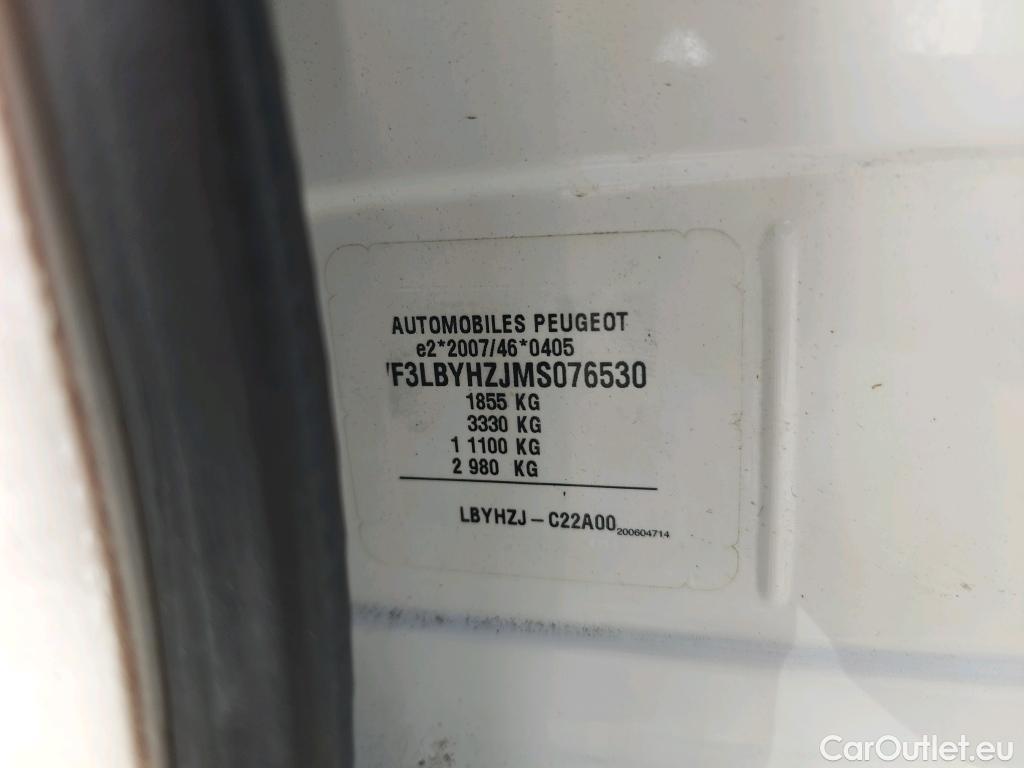 AUTOMOBILES PEUGEOT
e2*2007/46*0405
VF3LBYHZJMS076530
1855 KG
3330 KG
1 1100 KG
2 980 KG
LBYHZJ - C22A00 200604714
CarOutlet.eu